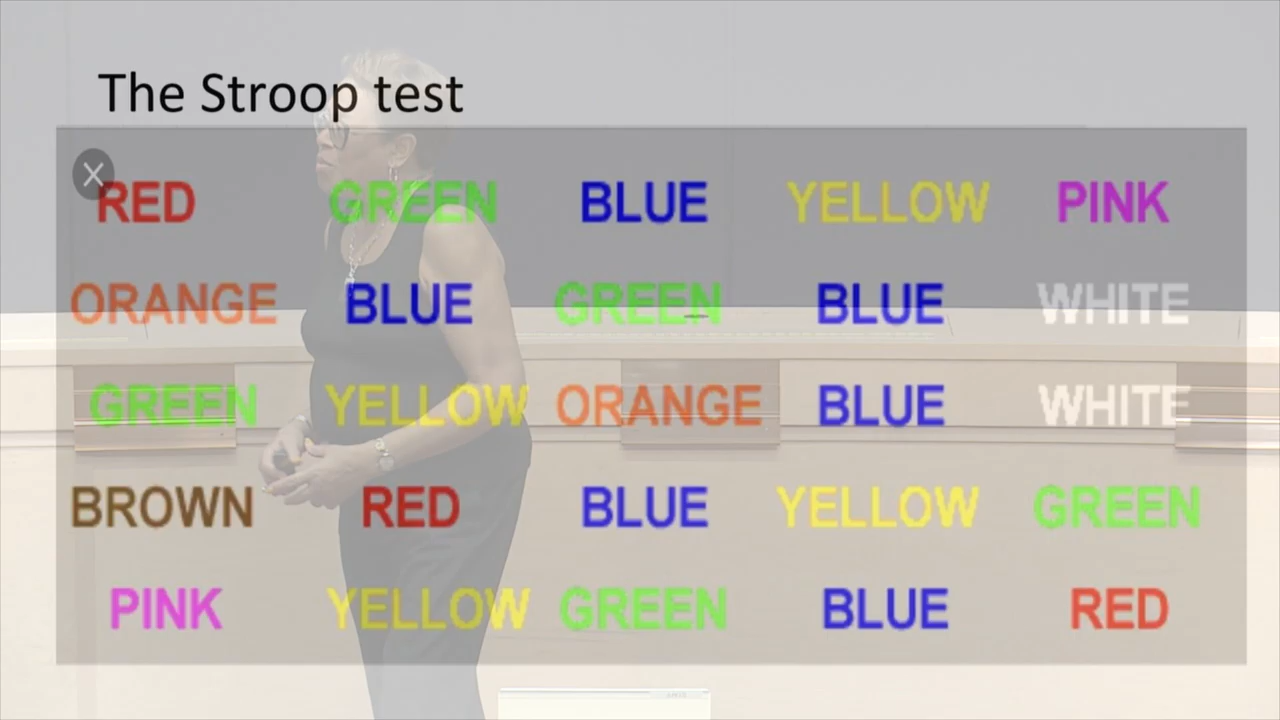 The Stroop test
RED GREEN BLUE YELLOW PINK
ORANGE BLUE GREEN BLUE WHITE
GREEN YELLOW ORANGE BLUE WHITE
BROWN RED BLUE YELLOW GREEN
PINK YELLOW GREEN BLUE RED